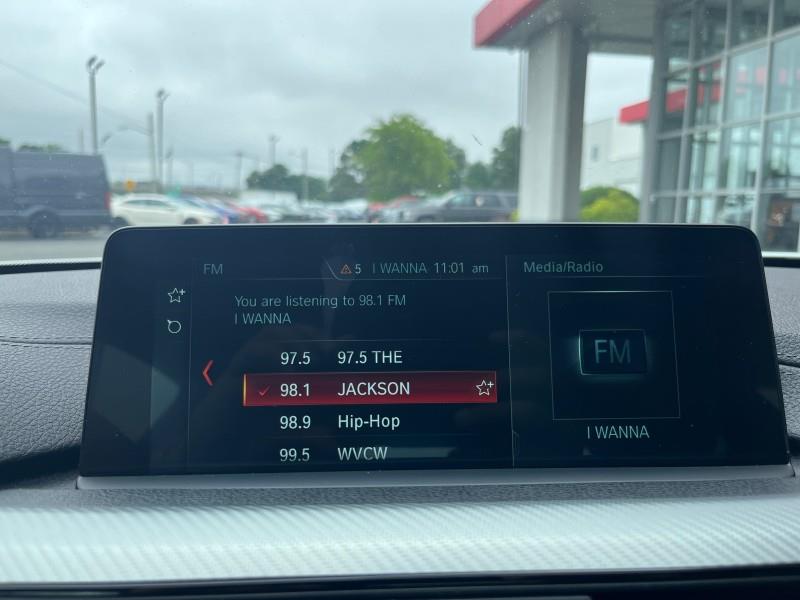 FM
5 I WANNA 11:01 am
Media/Radio
You are listening to 98.1 FM
I WANNA
97.5 97.5 THE
98.1 JACKSON
98.9 Hip-Hop
99.5 WVCW
FM
I WANNA